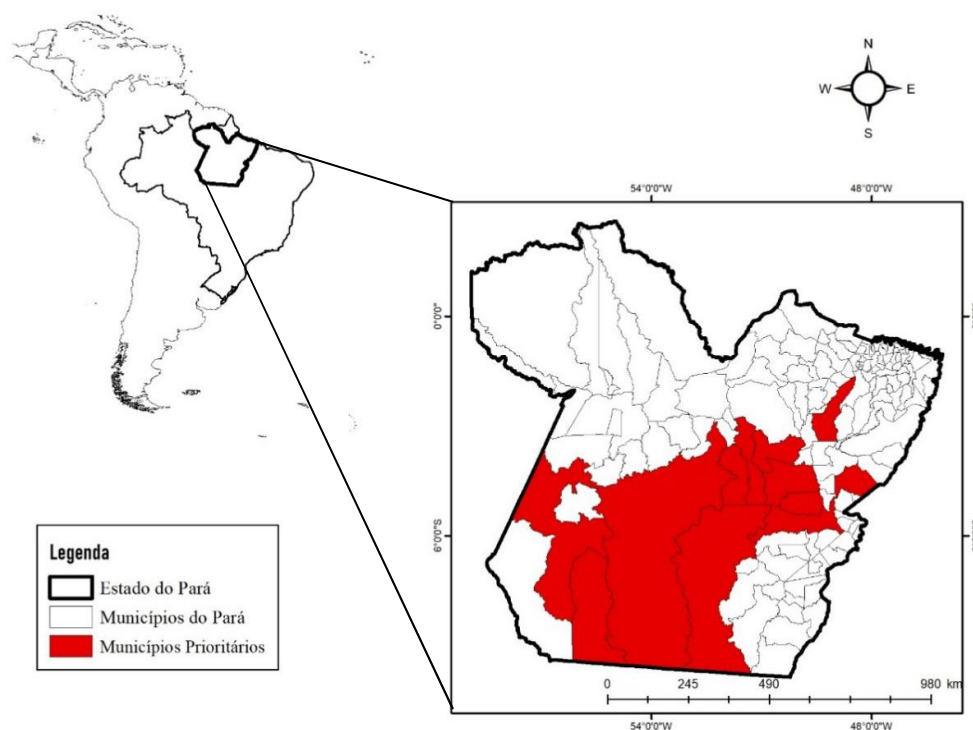 N
W E
S
54°0'0"W 48°0'0"W
0°0'0"
6°0'0"S
Legenda
Estado do Pará
Municípios do Pará
Municípios Prioritários
0 245 490 980 km
54°0'0"W 48°0'0"W